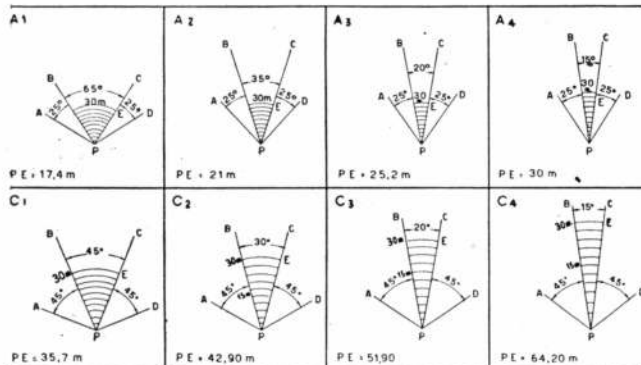 A1
B C
65°
30m
A 25° E 25° D
P
PE = 17,4 m
A2
B C
35°
30m
A 25° E 25° D
P
PE = 21 m
A3
B C
20°
30
A 25° E 25° D
P
PE = 25,2 m
A4
B C
15°
30
A 25° E 25° D
P
PE = 30 m
C1
B C
45°
30 E
A 45° 45° D
P
PE = 35,7 m
C2
B C
30°
30 E
15
A 45° 45° D
P
PE = 42,90 m
C3
B C
20°
30 E
15
A 45° 45° D
P
PE = 51,90
C4
B C
15°
30 E
15
A 45° 45° D
P
PE = 64,20 m